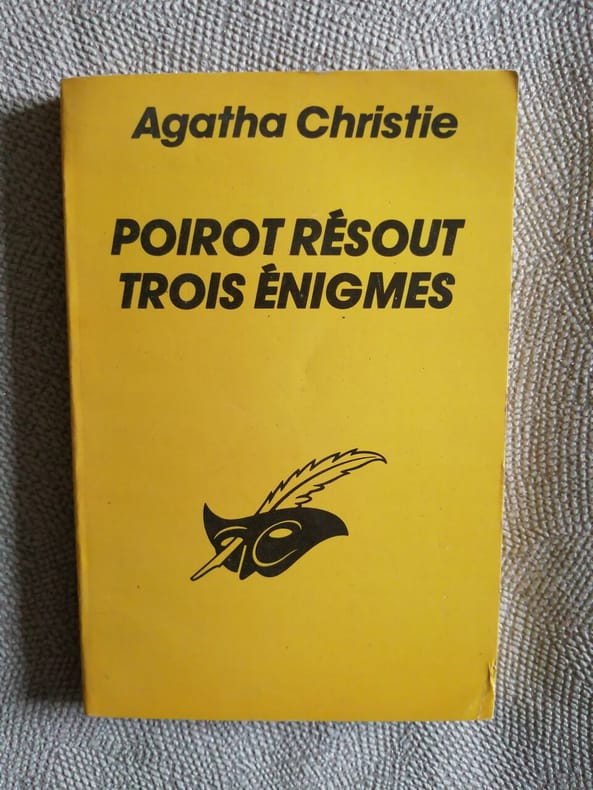 Agatha Christie
POIROT RÉSOUT
TROIS ÉNIGMES